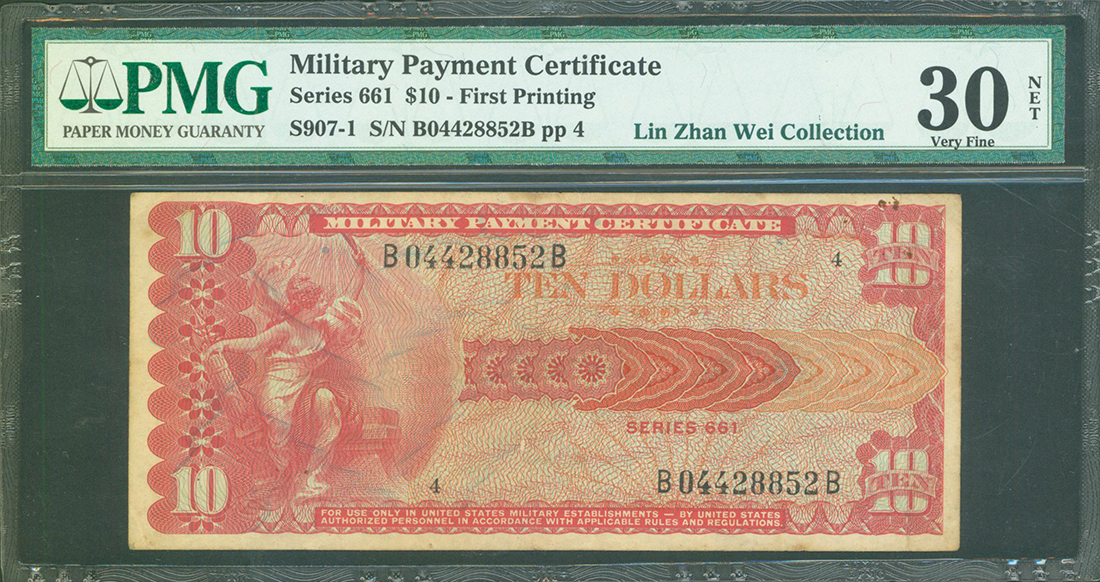 PMG
PAPER MONEY GUARANTY
Military Payment Certificate
Series 661 $10 - First Printing
S907-1 S/N B04428852B pp 4
Lin Zhan Wei Collection
30
NET
Very Fine
10
MILITARY PAYMENT CERTIFICATE
10
TEN
10
B04428852B
4
TEN DOLLARS
SERIES 661
B04428852B
4
10
10
TEN
10
FOR USE ONLY IN UNITED STATES MILITARY ESTABLISHMENTS — BY UNITED STATES
AUTHORIZED PERSONNEL IN ACCORDANCE WITH APPLICABLE RULES AND REGULATIONS.